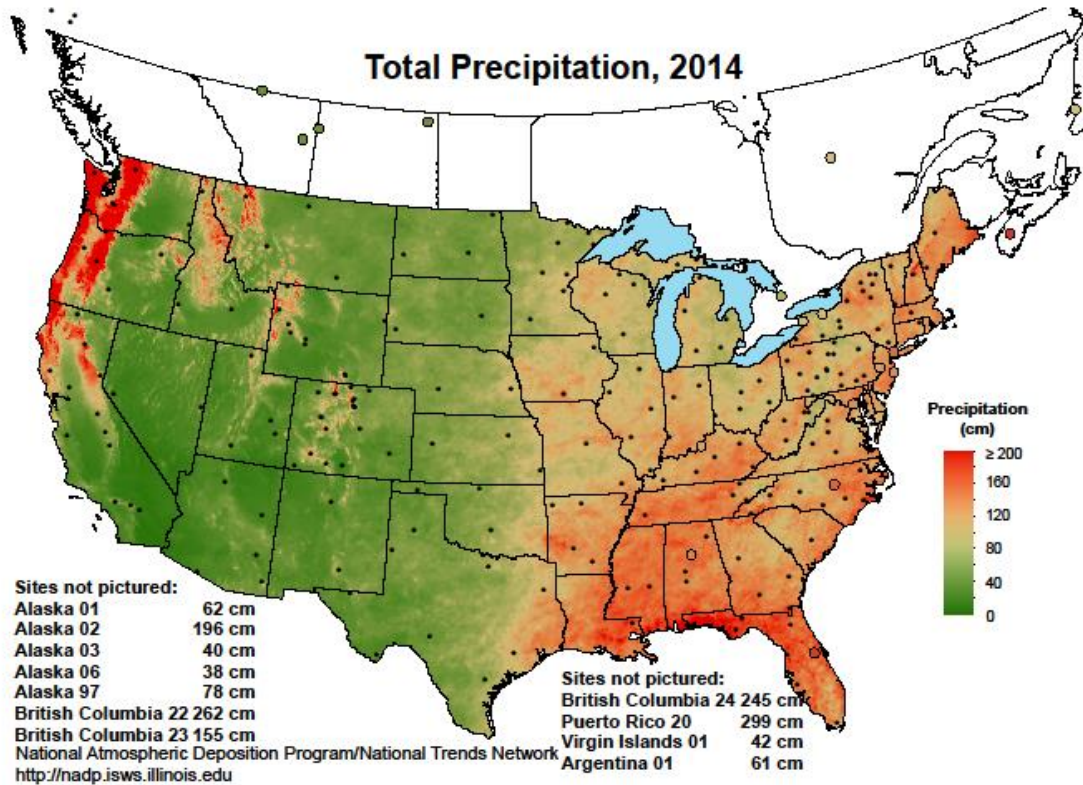 Total Precipitation, 2014
Precipitation
(cm)
≥ 200
160
120
80
40
0
Sites not pictured:
Alaska 01 62 cm
Alaska 02 196 cm
Alaska 03 40 cm
Alaska 06 38 cm
Alaska 97 78 cm
British Columbia 22 262 cm
British Columbia 23 155 cm
National Atmospheric Deposition Program/National Trends Network
http://nadp.isws.illinois.edu
Sites not pictured:
British Columbia 24 245 cm
Puerto Rico 20 299 cm
Virgin Islands 01 42 cm
Argentina 01 61 cm